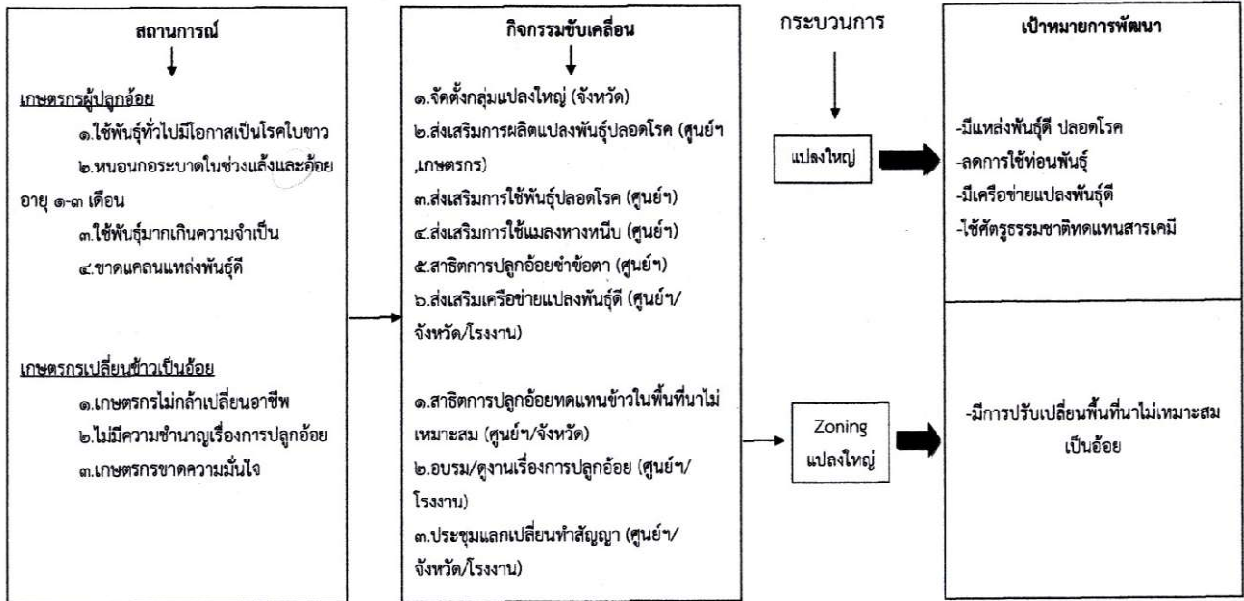 สถานการณ์
เกษตรกรผู้ปลูกอ้อย
๑.ใช้พันธุ์ทั่วไปมีโอกาสเป็นโรคใบขาว
๒.หนอนกอระบาดในช่วงแล้งและอ้อย
อายุ ๑-๓ เดือน
๓.ใช้พันธุ์มากเกินความจำเป็น
๔.ขาดแคลนแหล่งพันธุ์ดี
เกษตรกรเปลี่ยนข้าวเป็นอ้อย
๑.เกษตรกรไม่กล้าเปลี่ยนอาชีพ
๒.ไม่มีความชำนาญเรื่องการปลูกอ้อย
๓.เกษตรกรขาดความมั่นใจ
กิจกรรมขับเคลื่อน
๑.จัดตั้งกลุ่มแปลงใหญ่ (จังหวัด)
๒.ส่งเสริมการผลิตแปลงพันธุ์ปลอดโรค (ศูนย์ฯ
,เกษตรกร)
๓.ส่งเสริมการใช้พันธุ์ปลอดโรค (ศูนย์ฯ)
๔.ส่งเสริมการใช้แมลงหางหนีบ (ศูนย์ฯ)
๕.สาธิตการปลูกอ้อยชำข้อตา (ศูนย์ฯ)
๖.ส่งเสริมเครือข่ายแปลงพันธุ์ดี (ศูนย์ฯ/
จังหวัด/โรงงาน)
๑.สาธิตการปลูกอ้อยทดแทนข้าวในพื้นที่นาไม่
เหมาะสม (ศูนย์ฯ/จังหวัด)
๒.อบรม/ดูงานเรื่องการปลูกอ้อย (ศูนย์ฯ/
โรงงาน)
๓.ประชุมแลกเปลี่ยนทำสัญญา (ศูนย์ฯ/
จังหวัด/โรงงาน)
กระบวนการ
แปลงใหญ่
Zoning
แปลงใหญ่
เป้าหมายการพัฒนา
-มีแหล่งพันธุ์ดี ปลอดโรค
-ลดการใช้ท่อนพันธุ์
-มีเครือข่ายแปลงพันธุ์ดี
-ใช้ศัตรูธรรมชาติทดแทนสารเคมี
-มีการปรับเปลี่ยนพื้นที่นาไม่เหมาะสม
เป็นอ้อย